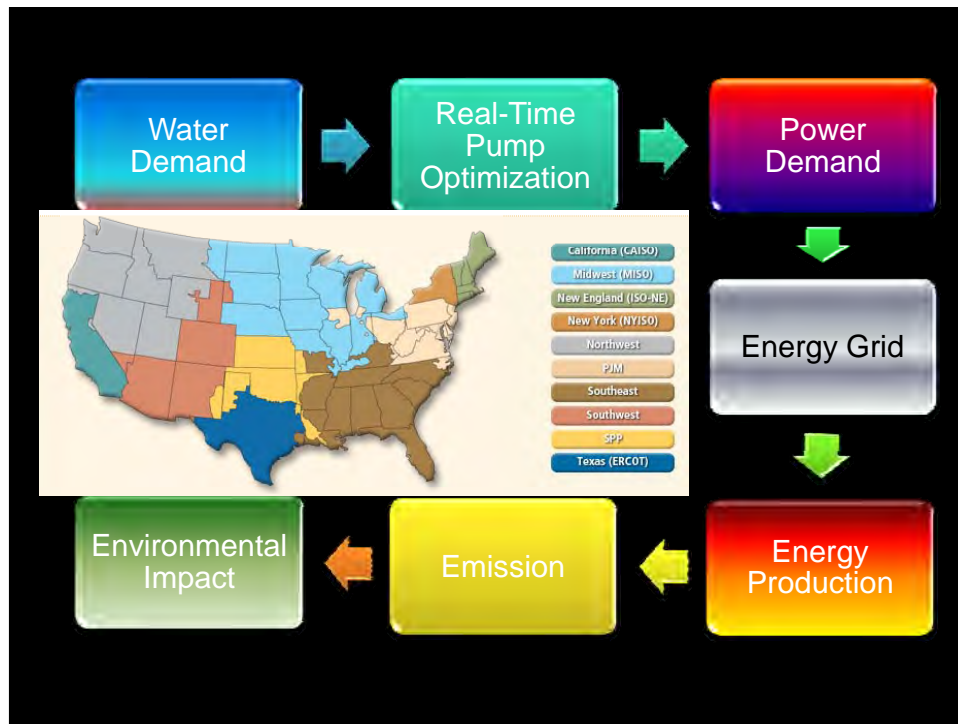 Water
Demand
Real-Time
Pump
Optimization
Power
Demand
California (CAISO)
Midwest (MISO)
New England (ISO-NE)
New York (NYISO)
Northwest
PJM
Southeast
Southwest
SPP
Texas (ERCOT)
Energy Grid
Environmental
Impact
Emission
Energy
Production